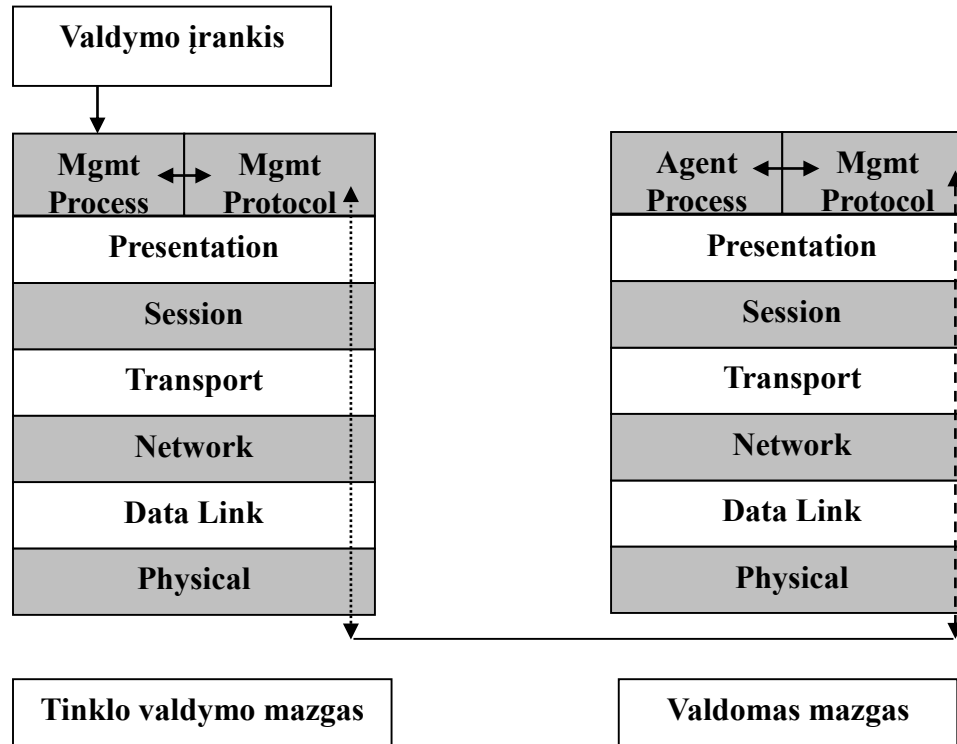 Valdymo įrankis
Mgmt Process
Mgmt Protocol
Presentation
Session
Transport
Network
Data Link
Physical
Tinklo valdymo mazgas
Agent Process
Mgmt Protocol
Presentation
Session
Transport
Network
Data Link
Physical
Valdomas mazgas